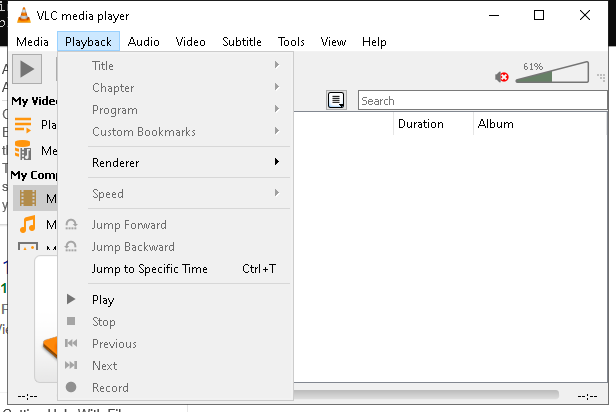 VLC media player
Media Playback Audio Video Subtitle Tools View Help
61%
Title
Chapter
Program
Custom Bookmarks
Renderer
Speed
Jump Forward
Jump Backward
Jump to Specific Time Ctrl+T
Play
Stop
Previous
Next
Record
Search
Duration Album
My Vide
Pla
Me
My Comp
M
M
--:-- --:--